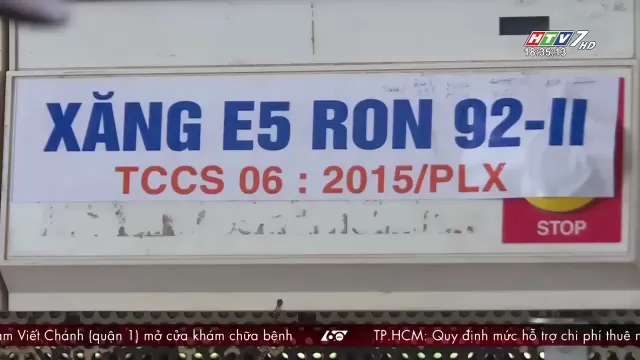 HTV7 HD
18:35:13
XĂNG E5 RON 92-II
TCCS 06 : 2015/PLX
STOP
am Viết Chánh (quận 1) mở cửa khám chữa bệnh
TP.HCM: Quy định mức hỗ trợ chi phí thuê